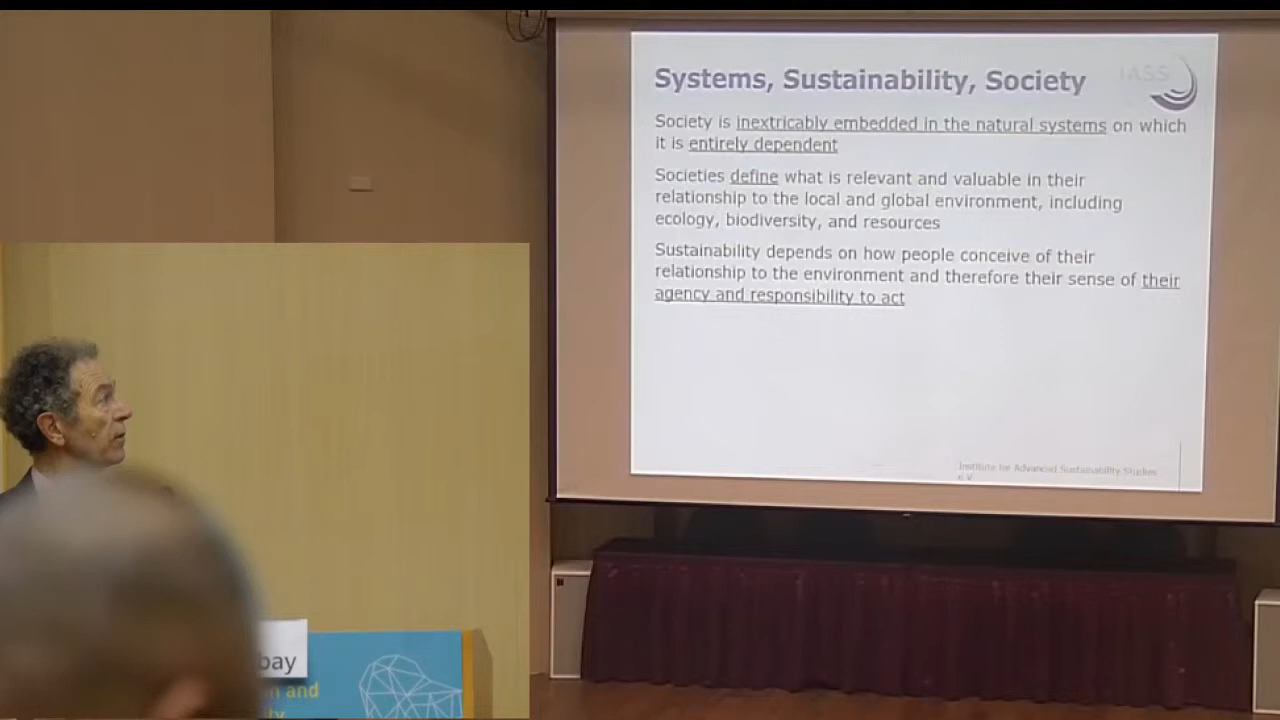 Systems, Sustainability, Society
IASS
Society is inextricably embedded in the natural systems on which
it is entirely dependent
Societies define what is relevant and valuable in their
relationship to the local and global environment, including
ecology, biodiversity, and resources
Sustainability depends on how people conceive of their
relationship to the environment and therefore their sense of their
agency and responsibility to act
Institute for Advanced Sustainability Studies
e.V
bay
and